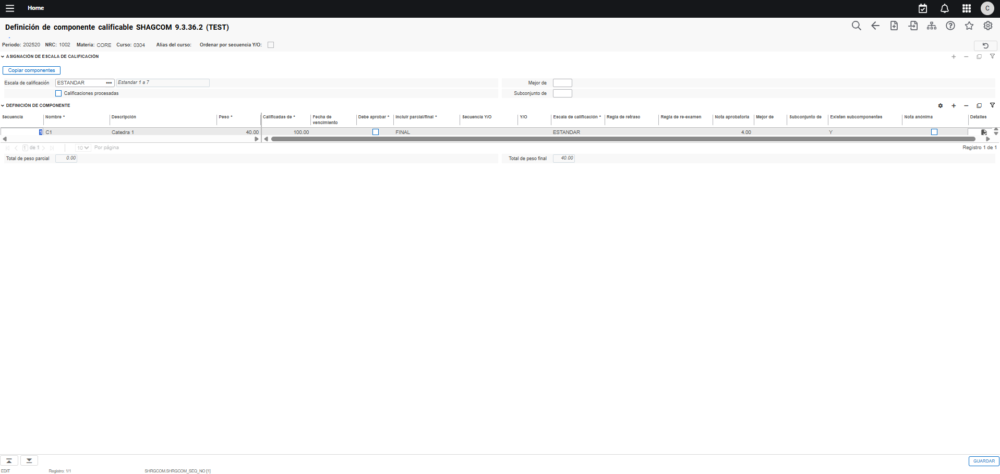 Home
C
Definición de componente calificable SHAGCOM 9.3.36.2 (TEST)
Periodo: 202520 NRC: 1002 Materia: CORE Curso: 0304 Alias del curso: Ordenar por secuencia Y/O:
ASIGNACIÓN DE ESCALA DE CALIFICACIÓN
Copiar componentes
Escala de calificación ESTANDAR Estandar 1 a 7 Mejor de
Calificaciones procesadas Subconjunto de
DEFINICIÓN DE COMPONENTE
Secuencia Nombre * Descripción Peso * Calificadas de * Fecha de vencimiento Debe aprobar * Incluir parcial/final * Secuencia Y/O Y/O Escala de calificación * Regla de retraso Regla de re-examen Nota aprobatoria Mejor de Subconjunto de Existen subcomponentes Nota anónima Detalles
1 C1 Catedra 1 40.00 100.00 FINAL ESTANDAR 4.00 Y
1 de 1 10 Por página Registro 1 de 1
Total de peso parcial 0.00 Total de peso final 40.00
GUARDAR
EDIT Registro: 1/1 SHRGCOM.SHRGCOM_SEQ_NO [1]